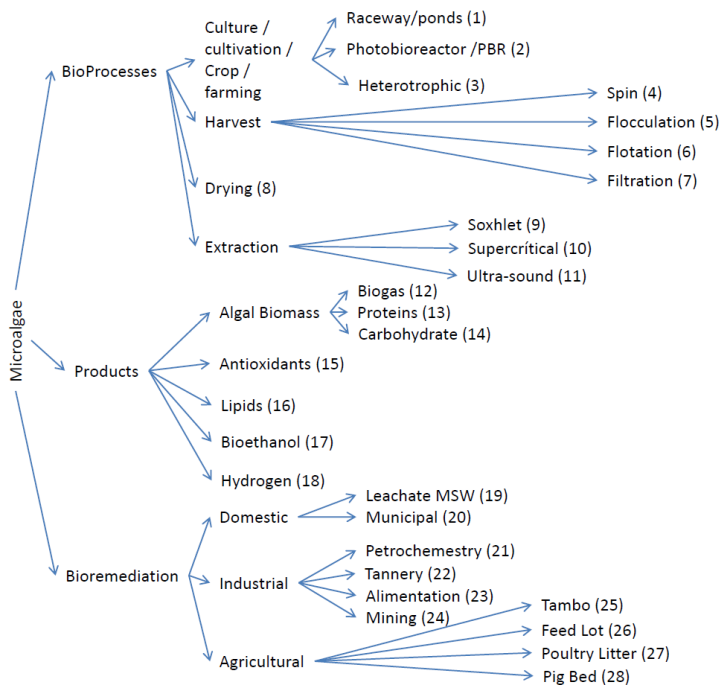 Microalgae
BioProcesses
Culture /
cultivation /
Crop /
farming
Raceway/ponds (1)
Photobioreactor /PBR (2)
Heterotrophic (3)
Harvest
Spin (4)
Flocculation (5)
Flotation (6)
Filtration (7)
Drying (8)
Extraction
Soxhlet (9)
Supercrítical (10)
Ultra-sound (11)
Products
Algal Biomass
Biogas (12)
Proteins (13)
Carbohydrate (14)
Antioxidants (15)
Lipids (16)
Bioethanol (17)
Hydrogen (18)
Bioremediation
Domestic
Leachate MSW (19)
Municipal (20)
Industrial
Petrochemestry (21)
Tannery (22)
Alimentation (23)
Mining (24)
Agricultural
Tambo (25)
Feed Lot (26)
Poultry Litter (27)
Pig Bed (28)